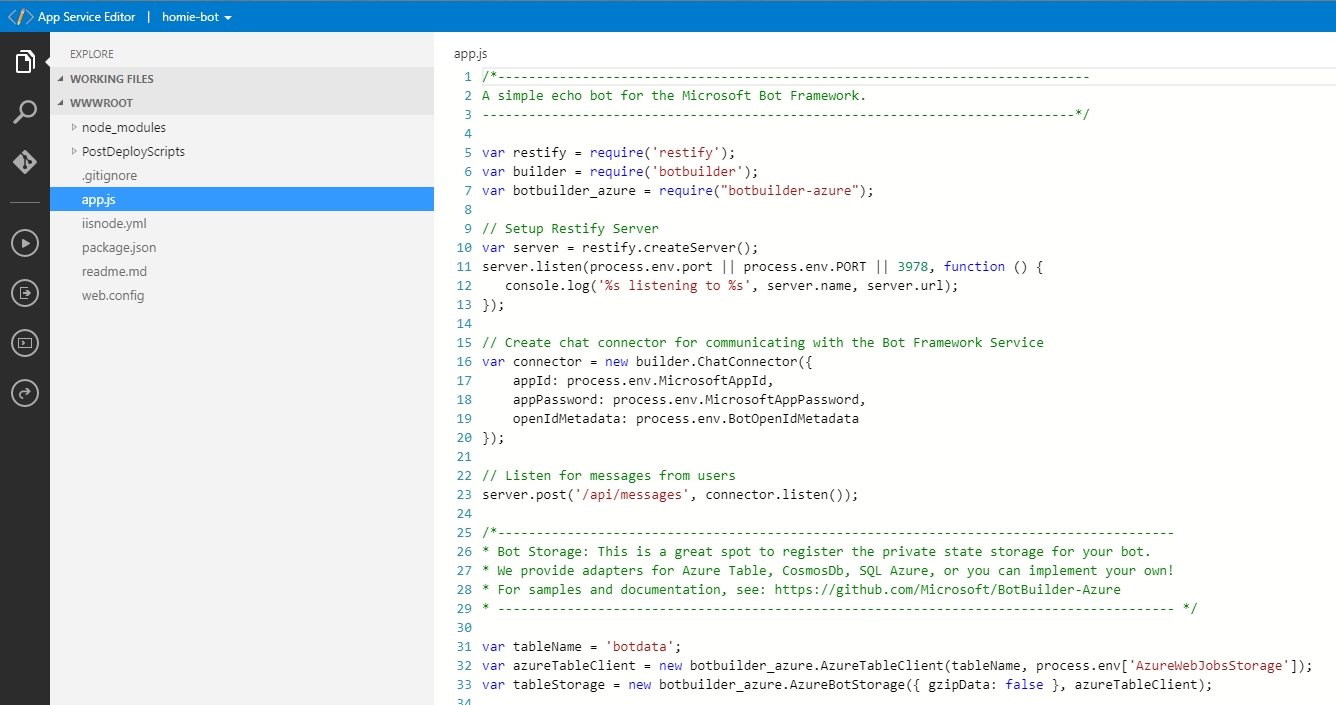 App Service Editor | homie-bot
EXPLORE
WORKING FILES
WWWROOT
node_modules
PostDeployScripts
.gitignore
app.js
iisnode.yml
package.json
readme.md
web.config
app.js
1 /*-----------------------------------------------------------------------------
2 A simple echo bot for the Microsoft Bot Framework.
3 -----------------------------------------------------------------------------*/
4
5 var restify = require('restify');
6 var builder = require('botbuilder');
7 var botbuilder_azure = require("botbuilder-azure");
8
9 // Setup Restify Server
10 var server = restify.createServer();
11 server.listen(process.env.port || process.env.PORT || 3978, function () {
12    console.log('%s listening to %s', server.name, server.url);
13 });
14
15 // Create chat connector for communicating with the Bot Framework Service
16 var connector = new builder.ChatConnector({
17     appId: process.env.MicrosoftAppId,
18     appPassword: process.env.MicrosoftAppPassword,
19     openIdMetadata: process.env.BotOpenIdMetadata
20 });
21
22 // Listen for messages from users
23 server.post('/api/messages', connector.listen());
24
25 /*----------------------------------------------------------------------------------------
26 * Bot Storage: This is a great spot to register the private state storage for your bot.
27 * We provide adapters for Azure Table, CosmosDb, SQL Azure, or you can implement your own!
28 * For samples and documentation, see: https://github.com/Microsoft/BotBuilder-Azure
29 * ---------------------------------------------------------------------------------------- */
30
31 var tableName = 'botdata';
32 var azureTableClient = new botbuilder_azure.AzureTableClient(tableName, process.env['AzureWebJobsStorage']);
33 var tableStorage = new botbuilder_azure.AzureBotStorage({ gzipData: false }, azureTableClient);
34